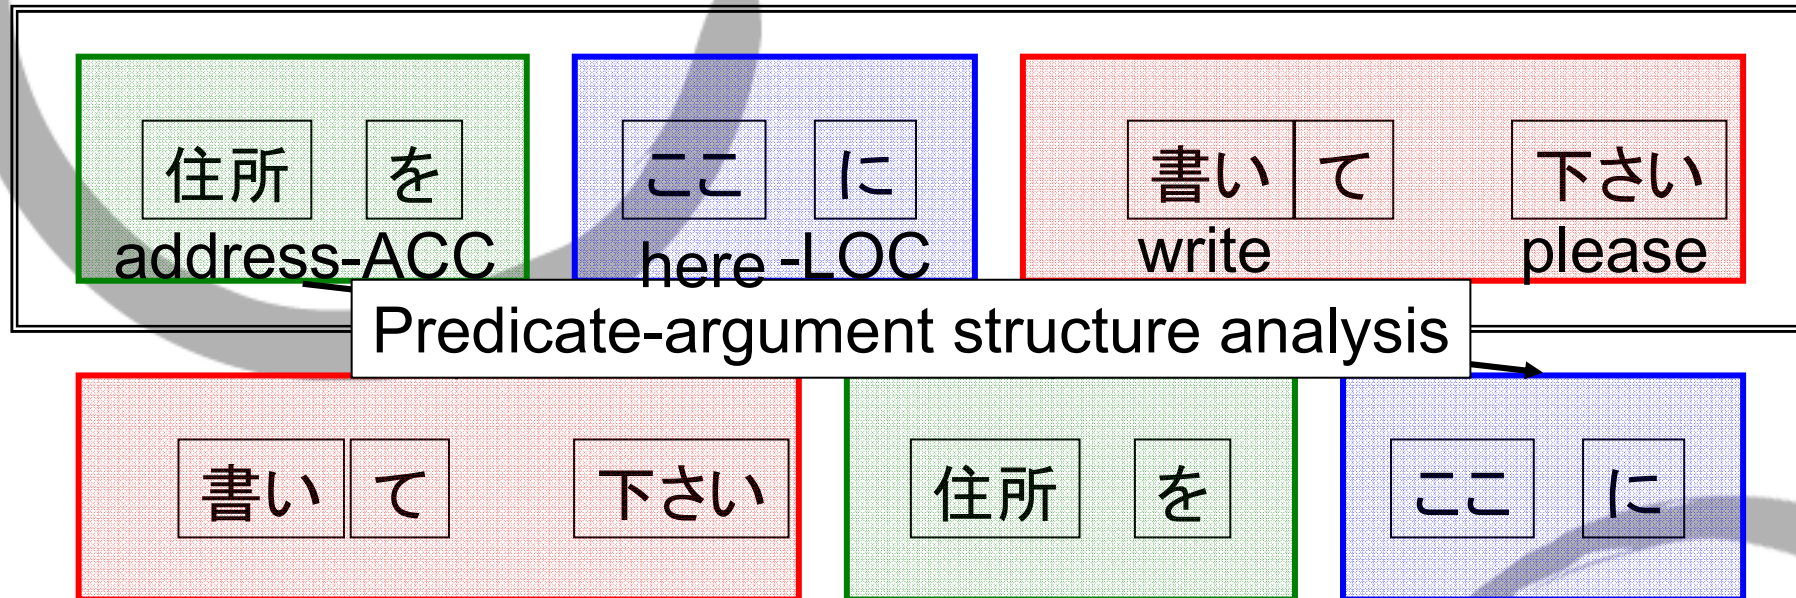 住所 を ここ に 書い て 下さい
address-ACC here -LOC write please
Predicate-argument structure analysis
書い て 下さい 住所 を ここ に